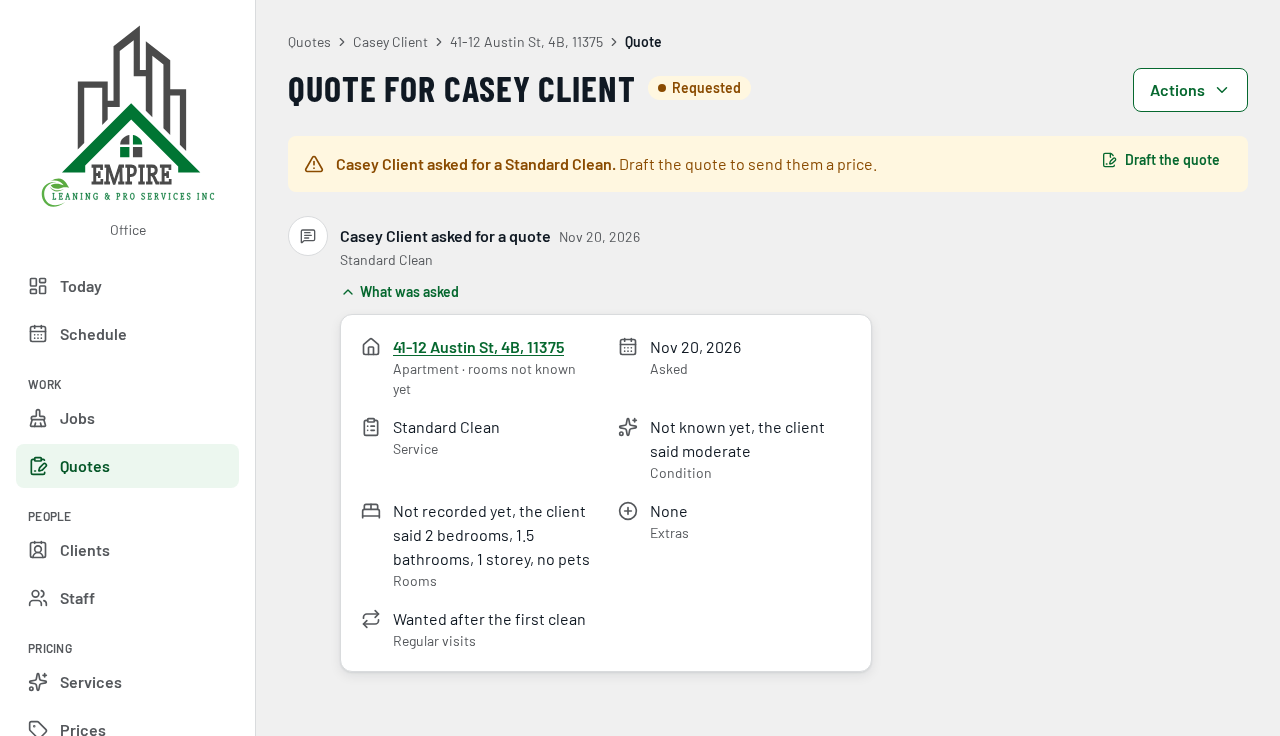 EMPIRE
LEANING & PRO SERVICES INC
Office
Today
Schedule
WORK
Jobs
Quotes
PEOPLE
Clients
Staff
PRICING
Services
Prices
Quotes > Casey Client > 41-12 Austin St, 4B, 11375 > Quote
QUOTE FOR CASEY CLIENT
Requested
Actions
Casey Client asked for a Standard Clean. Draft the quote to send them a price.
Draft the quote
Casey Client asked for a quote Nov 20, 2026
Standard Clean
What was asked
41-12 Austin St, 4B, 11375
Apartment · rooms not known
yet
Nov 20, 2026
Asked
Standard Clean
Service
Not known yet, the client
said moderate
Condition
Not recorded yet, the client
said 2 bedrooms, 1.5
bathrooms, 1 storey, no pets
Rooms
None
Extras
Wanted after the first clean
Regular visits